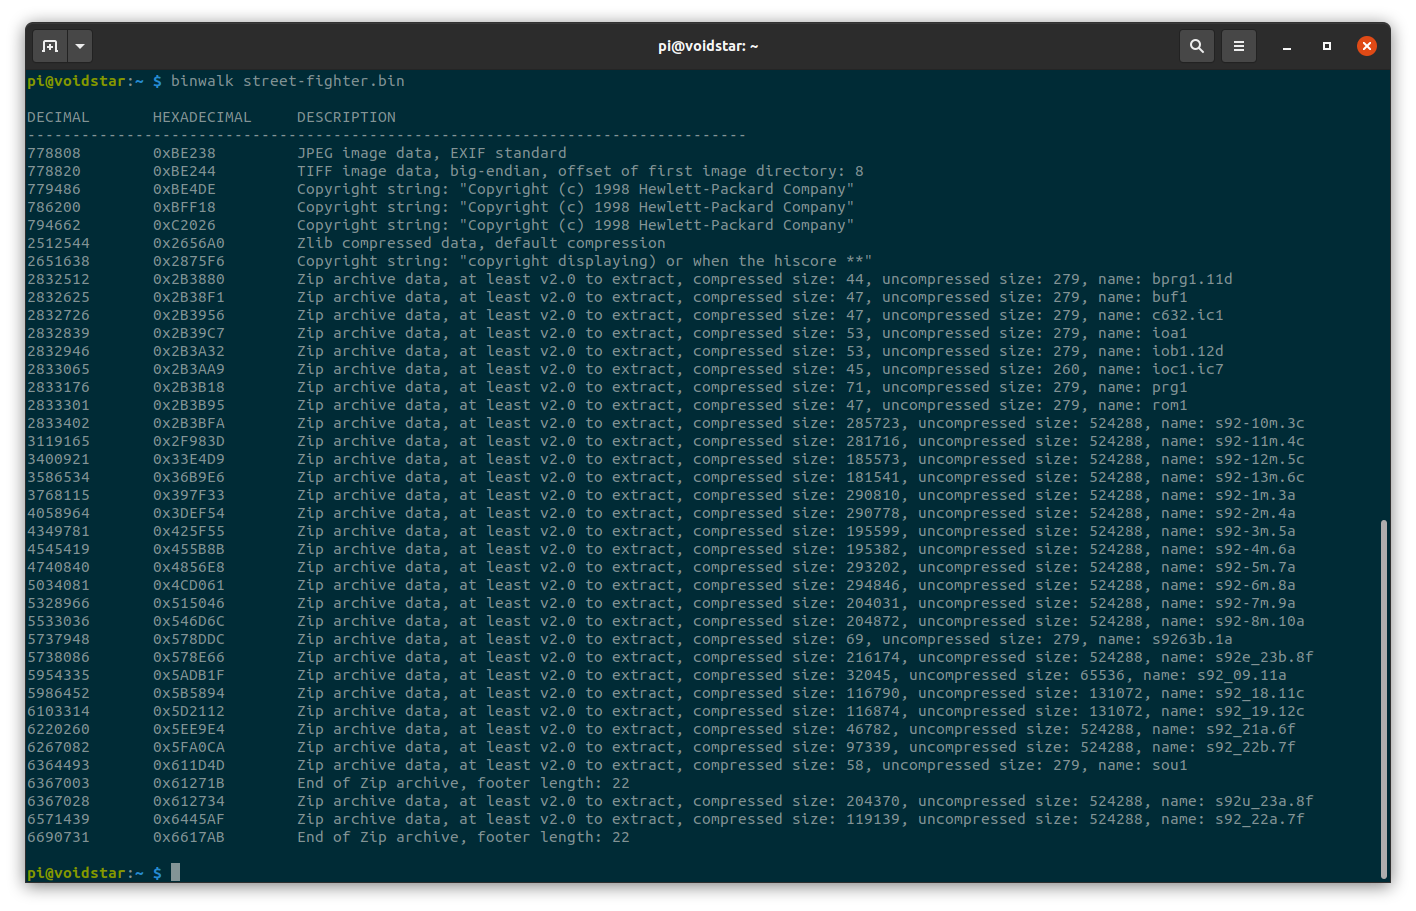 pi@voidstar: ~
pi@voidstar:~ $ binwalk street-fighter.bin
DECIMAL       HEXADECIMAL     DESCRIPTION
--------------------------------------------------------------------------------
778808        0xBE238         JPEG image data, EXIF standard
778820        0xBE244         TIFF image data, big-endian, offset of first image directory: 8
779486        0xBE4DE         Copyright string: "Copyright (c) 1998 Hewlett-Packard Company"
786200        0xBFF18         Copyright string: "Copyright (c) 1998 Hewlett-Packard Company"
794662        0xC2026         Copyright string: "Copyright (c) 1998 Hewlett-Packard Company"
2512544       0x2656A0        Zlib compressed data, default compression
2651638       0x2875F6        Copyright string: "copyright displaying) or when the hiscore **"
2832512       0x2B3880        Zip archive data, at least v2.0 to extract, compressed size: 44, uncompressed size: 279, name: bprg1.11d
2832625       0x2B38F1        Zip archive data, at least v2.0 to extract, compressed size: 47, uncompressed size: 279, name: buf1
2832726       0x2B3956        Zip archive data, at least v2.0 to extract, compressed size: 47, uncompressed size: 279, name: c632.ic1
2832839       0x2B39C7        Zip archive data, at least v2.0 to extract, compressed size: 53, uncompressed size: 279, name: ioa1
2832946       0x2B3A32        Zip archive data, at least v2.0 to extract, compressed size: 53, uncompressed size: 279, name: iob1.12d
2833065       0x2B3AA9        Zip archive data, at least v2.0 to extract, compressed size: 45, uncompressed size: 260, name: ioc1.ic7
2833176       0x2B3B18        Zip archive data, at least v2.0 to extract, compressed size: 71, uncompressed size: 279, name: prg1
2833301       0x2B3B95        Zip archive data, at least v2.0 to extract, compressed size: 47, uncompressed size: 279, name: rom1
2833402       0x2B3BFA        Zip archive data, at least v2.0 to extract, compressed size: 285723, uncompressed size: 524288, name: s92-10m.3c
3119165       0x2F983D        Zip archive data, at least v2.0 to extract, compressed size: 281716, uncompressed size: 524288, name: s92-11m.4c
3400921       0x33E4D9        Zip archive data, at least v2.0 to extract, compressed size: 185573, uncompressed size: 524288, name: s92-12m.5c
3586534       0x36B9E6        Zip archive data, at least v2.0 to extract, compressed size: 181541, uncompressed size: 524288, name: s92-13m.6c
3768115       0x397F33        Zip archive data, at least v2.0 to extract, compressed size: 290810, uncompressed size: 524288, name: s92-1m.3a
4058964       0x3DEF54        Zip archive data, at least v2.0 to extract, compressed size: 290778, uncompressed size: 524288, name: s92-2m.4a
4349781       0x425F55        Zip archive data, at least v2.0 to extract, compressed size: 195599, uncompressed size: 524288, name: s92-3m.5a
4545419       0x455B8B        Zip archive data, at least v2.0 to extract, compressed size: 195382, uncompressed size: 524288, name: s92-4m.6a
4740840       0x4856E8        Zip archive data, at least v2.0 to extract, compressed size: 293202, uncompressed size: 524288, name: s92-5m.7a
5034081       0x4CD061        Zip archive data, at least v2.0 to extract, compressed size: 294846, uncompressed size: 524288, name: s92-6m.8a
5328966       0x515046        Zip archive data, at least v2.0 to extract, compressed size: 204031, uncompressed size: 524288, name: s92-7m.9a
5533036       0x546D6C        Zip archive data, at least v2.0 to extract, compressed size: 204872, uncompressed size: 524288, name: s92-8m.10a
5737948       0x578DDC        Zip archive data, at least v2.0 to extract, compressed size: 69, uncompressed size: 279, name: s9263b.1a
5738086       0x578E66        Zip archive data, at least v2.0 to extract, compressed size: 216174, uncompressed size: 524288, name: s92e_23b.8f
5954335       0x5ADB1F        Zip archive data, at least v2.0 to extract, compressed size: 32045, uncompressed size: 65536, name: s92_09.11a
5986452       0x5B5894        Zip archive data, at least v2.0 to extract, compressed size: 116790, uncompressed size: 131072, name: s92_18.11c
6103314       0x5D2112        Zip archive data, at least v2.0 to extract, compressed size: 116874, uncompressed size: 131072, name: s92_19.12c
6220260       0x5EE9E4        Zip archive data, at least v2.0 to extract, compressed size: 46782, uncompressed size: 524288, name: s92_21a.6f
6267082       0x5FA0CA        Zip archive data, at least v2.0 to extract, compressed size: 97339, uncompressed size: 524288, name: s92_22b.7f
6364493       0x611D4D        Zip archive data, at least v2.0 to extract, compressed size: 58, uncompressed size: 279, name: sou1
6367003       0x61271B        End of Zip archive, footer length: 22
6367028       0x612734        Zip archive data, at least v2.0 to extract, compressed size: 204370, uncompressed size: 524288, name: s92u_23a.8f
6571439       0x6445AF        Zip archive data, at least v2.0 to extract, compressed size: 119139, uncompressed size: 524288, name: s92_22a.7f
6690731       0x6617AB        End of Zip archive, footer length: 22
pi@voidstar:~ $